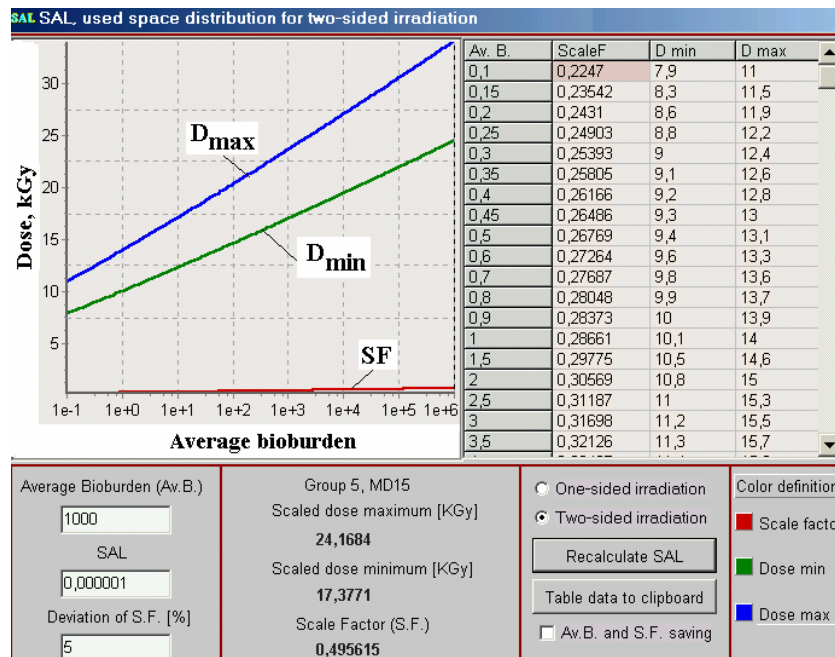 SAL SAL, used space distribution for two-sided irradiation
Dose, kGy
30
25
20
15
10
5
Dmax
Dmin
SF
1e-1 1e+0 1e+1 1e+2 1e+3 1e+4 1e+5 1e+6
Average bioburden
Av. B. ScaleF D min D max
0,1 0,2247 7,9 11
0,15 0,23542 8,3 11,5
0,2 0,2431 8,6 11,9
0,25 0,24903 8,8 12,2
0,3 0,25393 9 12,4
0,35 0,25805 9,1 12,6
0,4 0,26166 9,2 12,8
0,45 0,26486 9,3 13
0,5 0,26769 9,4 13,1
0,6 0,27264 9,6 13,3
0,7 0,27687 9,8 13,6
0,8 0,28048 9,9 13,7
0,9 0,28373 10 13,9
1 0,28661 10,1 14
1,5 0,29775 10,5 14,6
2 0,30569 10,8 15
2,5 0,31187 11 15,3
3 0,31698 11,2 15,5
3,5 0,32126 11,3 15,7
Average Bioburden (Av.B.)
1000
SAL
0,000001
Deviation of S.F. [%]
5
Group 5, MD15
Scaled dose maximum [KGy]
24,1684
Scaled dose minimum [KGy]
17,3771
Scale Factor (S.F.)
0,495615
One-sided irradiation
Two-sided irradiation
Recalculate SAL
Table data to clipboard
Av.B. and S.F. saving
Color definition
Scale facto
Dose min
Dose max